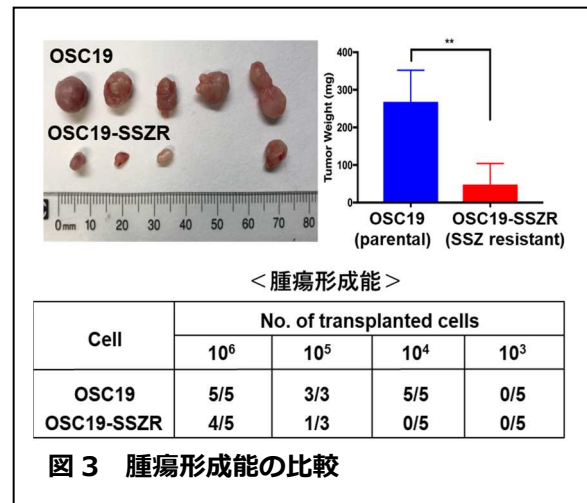 OSC19
OSC19-SSZR
0mm 10 20 30 40 50 60 70 80
**
Tumor Weight (mg)
400
300
200
100
0
OSC19 OSC19-SSZR
(parental) (SSZ resistant)
<腫瘍形成能>
Cell No. of transplanted cells
10⁶ 10⁵ 10⁴ 10³
OSC19 5/5 3/3 5/5 0/5
OSC19-SSZR 4/5 1/3 0/5 0/5
図3 腫瘍形成能の比較